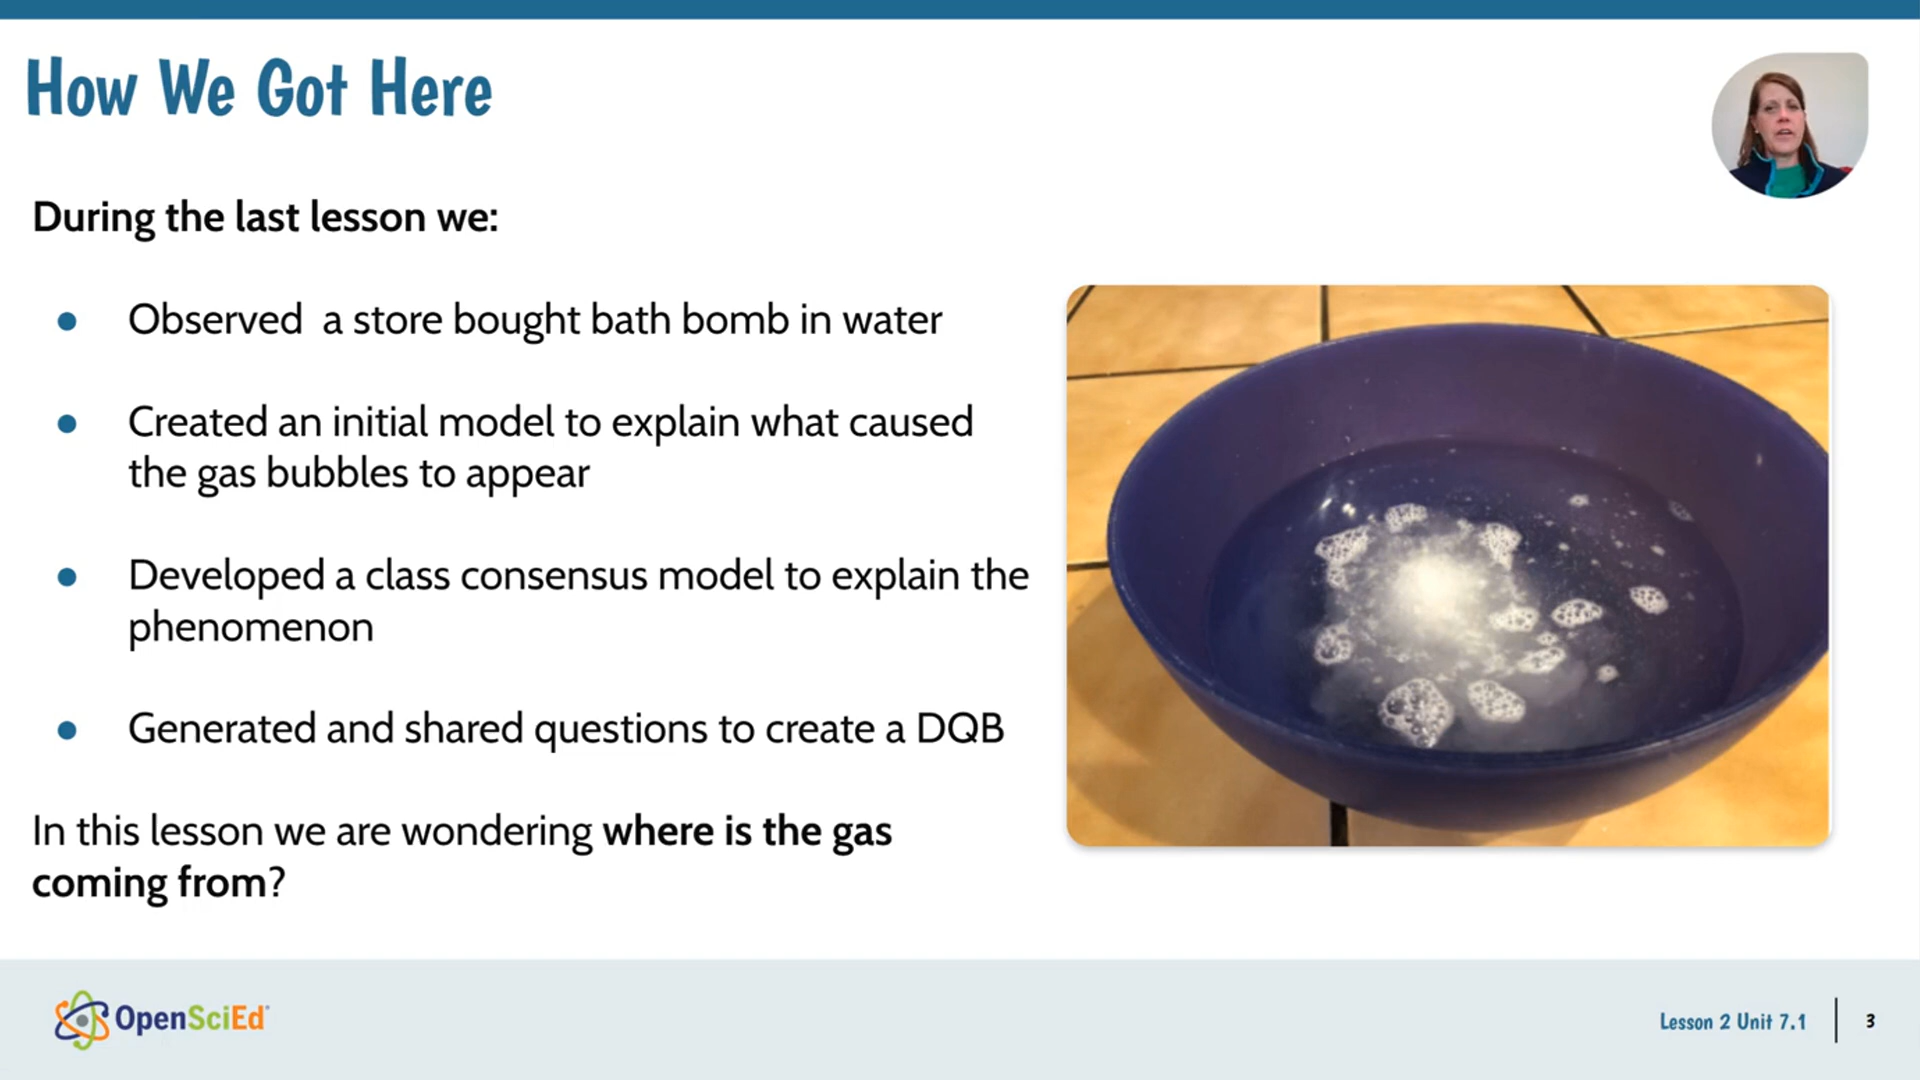 How We Got Here
During the last lesson we:
● Observed  a store bought bath bomb in water
● Created an initial model to explain what caused
the gas bubbles to appear
● Developed a class consensus model to explain the
phenomenon
● Generated and shared questions to create a DQB
In this lesson we are wondering where is the gas
coming from?
OpenSciEd®
Lesson 2 Unit 7.1 | 3